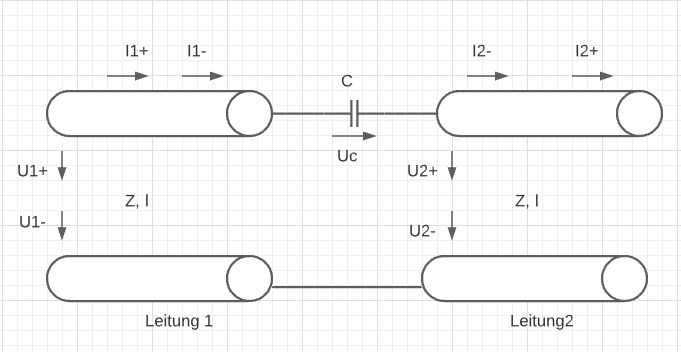 I1+ I1- I2- I2+
C
Uc
U1+ U2+
Z, l Z, l
U1- U2-
Leitung 1 Leitung2